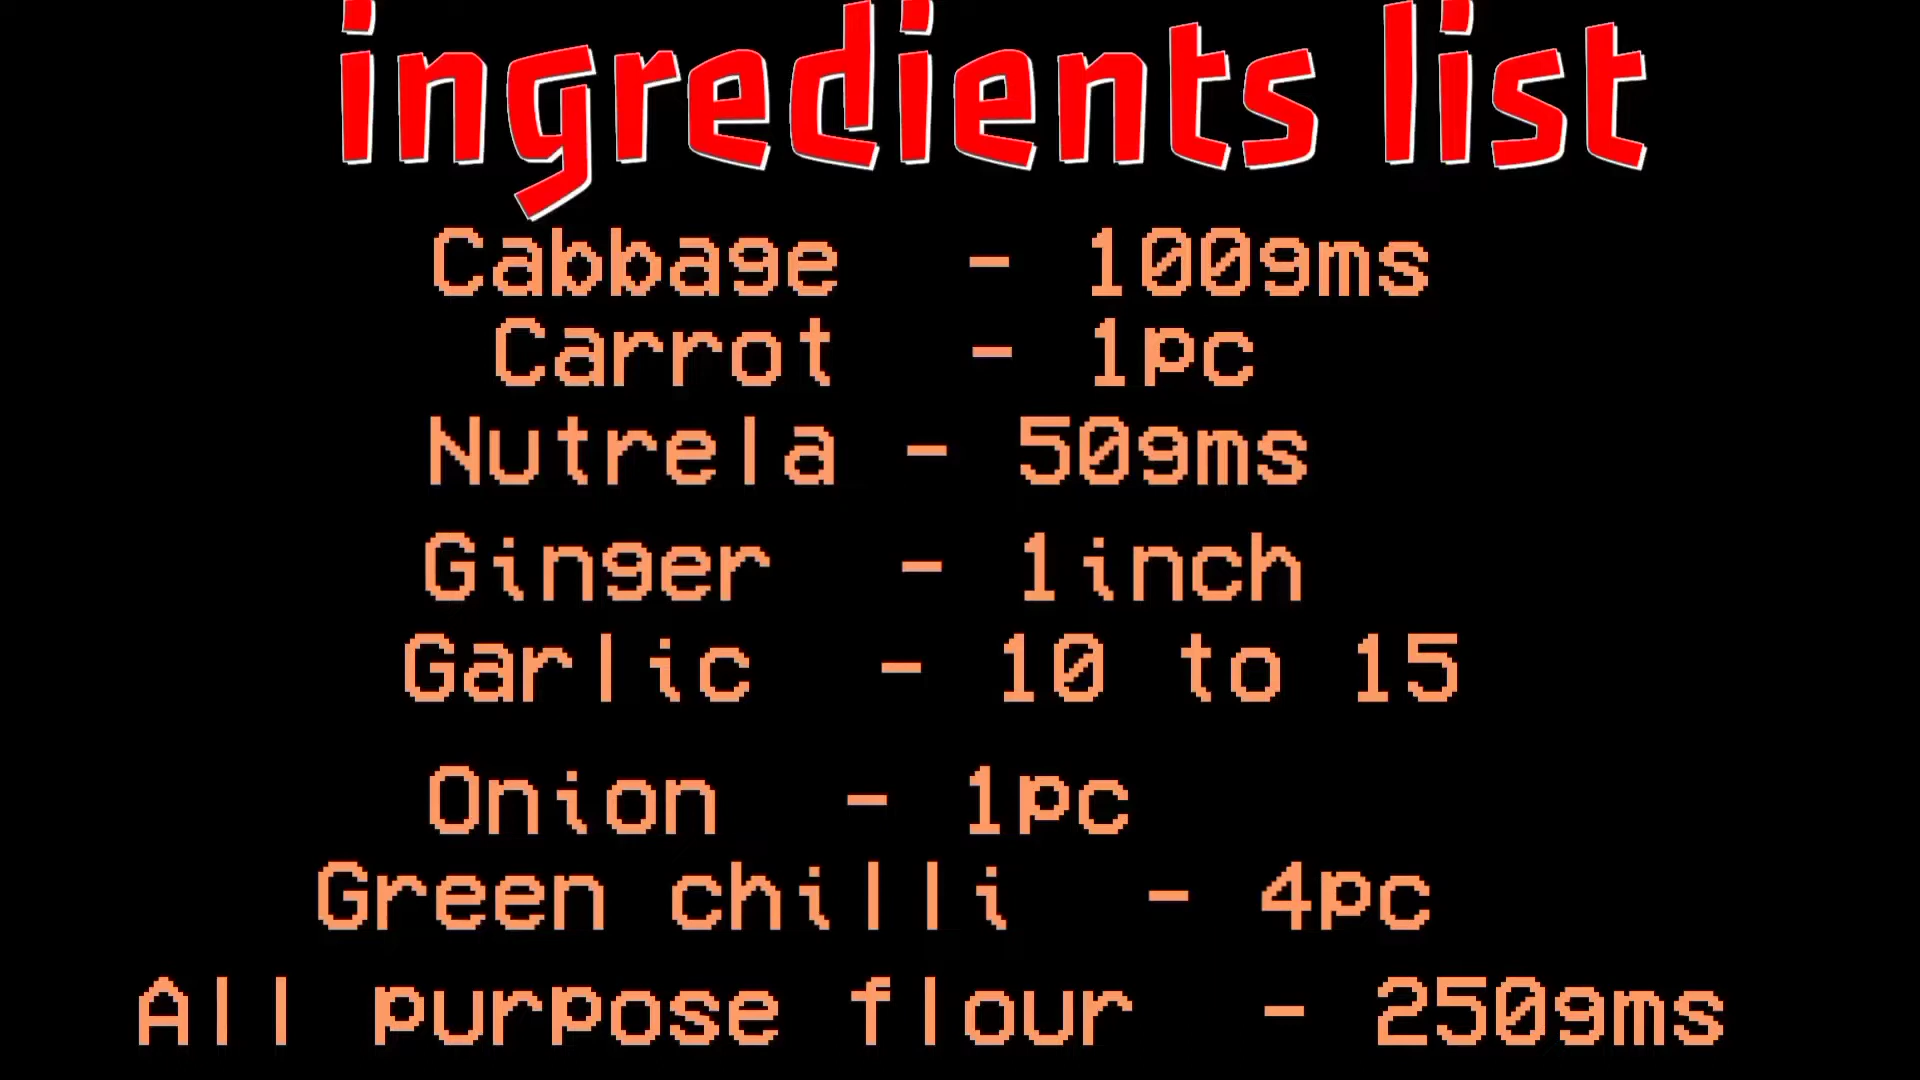 ingredients list
Cabbage - 100gms
Carrot - 1pc
Nutrela - 50gms
Ginger - 1inch
Garlic - 10 to 15
Onion - 1pc
Green chilli - 4pc
All purpose flour - 250gms